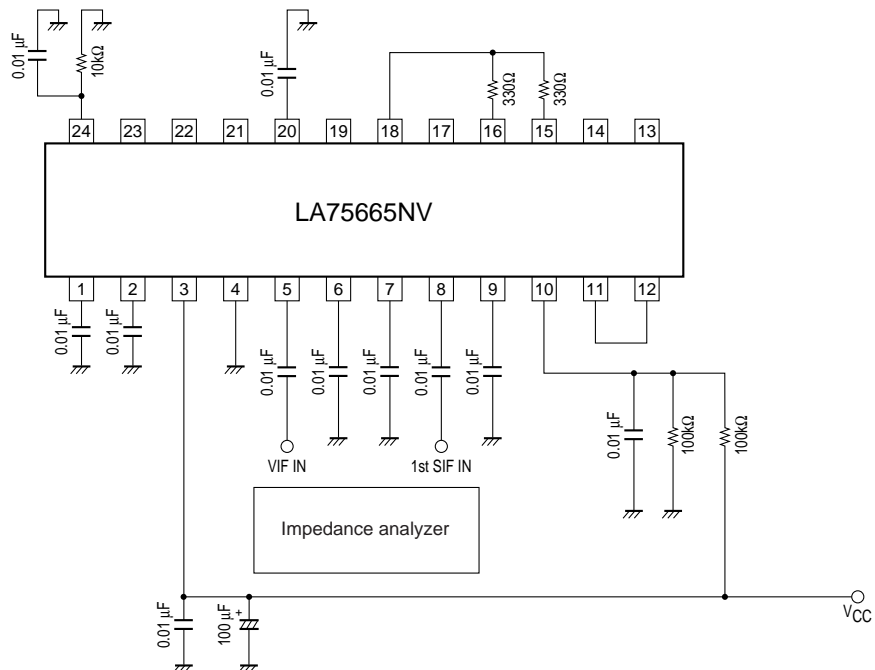 0.01 µF
10kΩ
0.01 µF
330Ω
330Ω
24 23 22 21 20 19 18 17 16 15 14 13
LA75665NV
1 2 3 4 5 6 7 8 9 10 11 12
0.01 µF
0.01 µF
0.01 µF
0.01 µF
0.01 µF
0.01 µF
0.01 µF
0.01 µF
100kΩ
100kΩ
VIF IN
1st SIF IN
Impedance analyzer
0.01 µF
100 µF
+
VCC